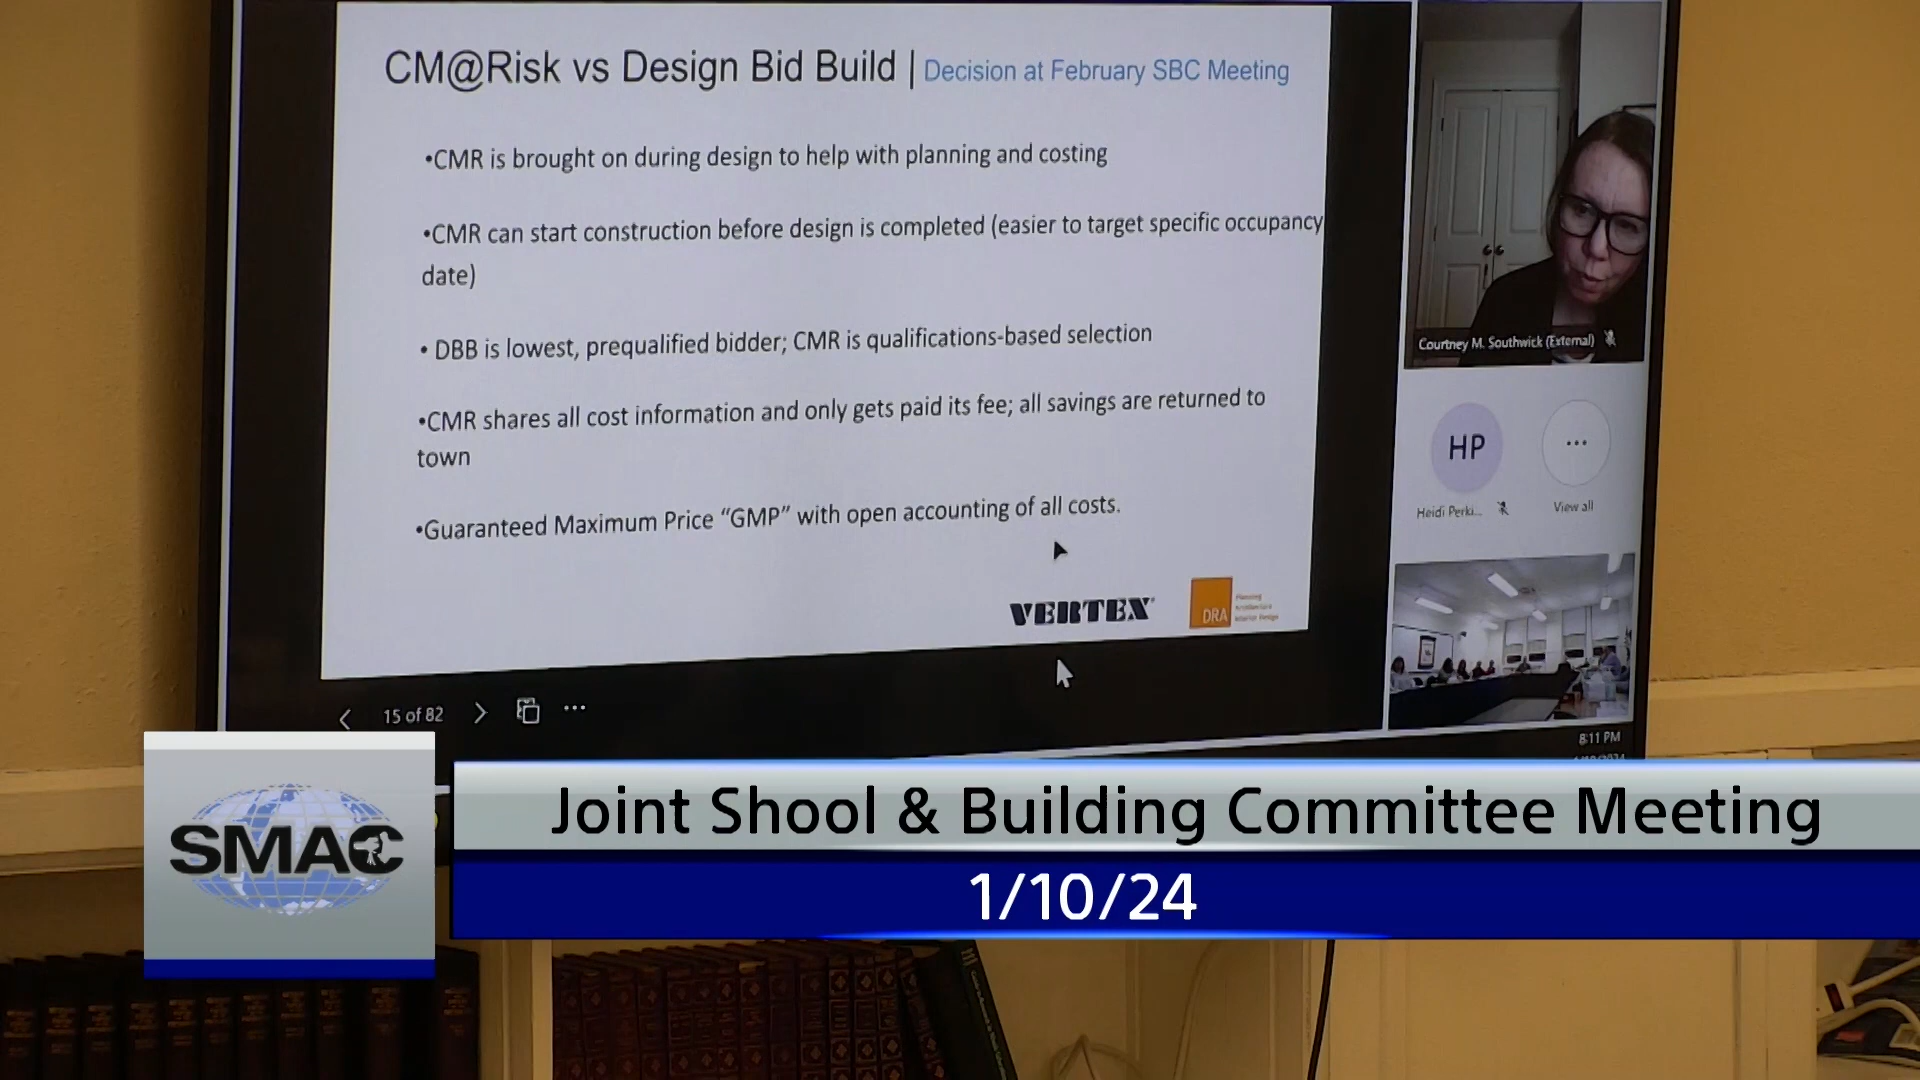 CM@Risk vs Design Bid Build | Decision at February SBC Meeting
•CMR is brought on during design to help with planning and costing
•CMR can start construction before design is completed (easier to target specific occupancy
date)
• DBB is lowest, prequalified bidder; CMR is qualifications-based selection
•CMR shares all cost information and only gets paid its fee; all savings are returned to
town
•Guaranteed Maximum Price “GMP” with open accounting of all costs.
VERTEX
DRA
Planning
Architecture
Interior Design
15 of 82
Courtney M. Southwick (External)
HP
Heidi Perki...
View all
8:11 PM
SMAC
Joint Shool & Building Committee Meeting
1/10/24